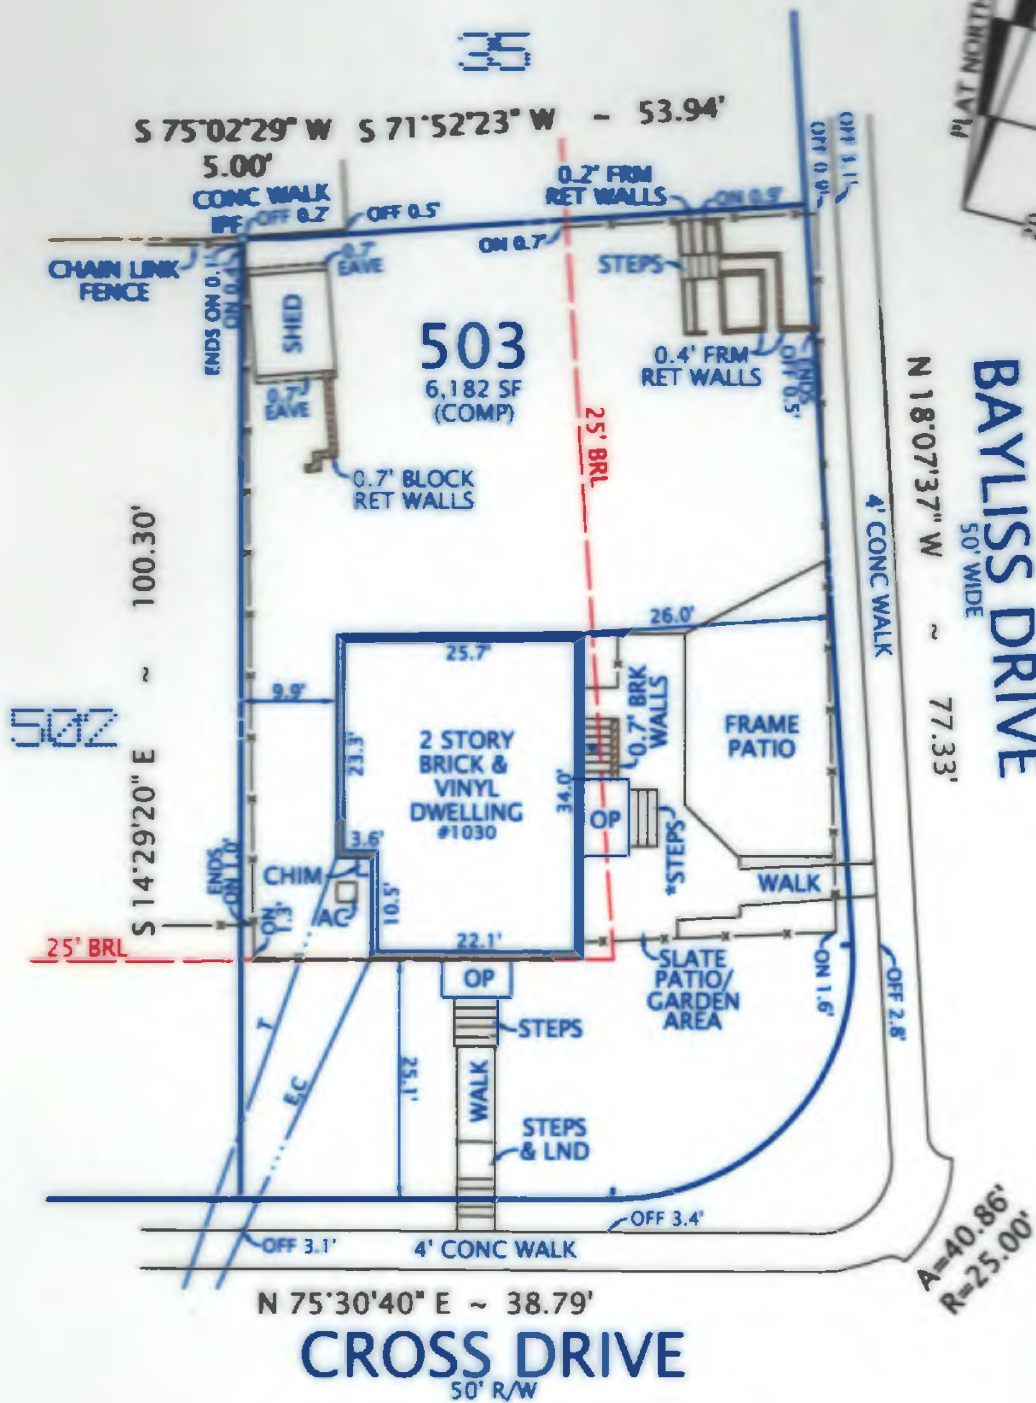 35
PLAT NORTH
20
S 75°02'29" W
5.00'
S 71°52'23" W ~ 53.94'
OFF 0.0'
OFF 1.1'
CONC WALK
IPF
OFF 0.2'
OFF 0.5'
0.2' FRM
RET WALLS
ON 0.9'
ON 0.7'
CHAIN LINK
FENCE
ENDS ON 0.1'
ON 0.4'
0.7'
EAVE
SHED
0.7'
EAVE
STEPS
0.4' FRM
RET WALLS
ENDS
OFF 0.5'
503
6,182 SF
(COMP)
25' BRL
0.7' BLOCK
RET WALLS
N 18°07'37" W ~ 77.33'
BAYLISS DRIVE
50' WIDE
4' CONC WALK
S 14°29'20" E ~ 100.30'
502
26.0'
25.7'
9.9'
23.3'
2 STORY
BRICK &
VINYL
DWELLING
#1030
34.0'
0.7' BRK
WALLS
FRAME
PATIO
OP
*STEPS
3.6'
CHIM
AC
10.5'
WALK
ENDS
ON 1.0'
ON
1.3'
25' BRL
22.1'
OP
SLATE
PATIO/
GARDEN
AREA
ON 1.6'
OFF 2.8'
STEPS
T
E,C
25.1'
WALK
STEPS
& LND
OFF 3.4'
OFF 3.1'
4' CONC WALK
A=40.86'
R=25.00'
N 75°30'40" E ~ 38.79'
CROSS DRIVE
50' R/W